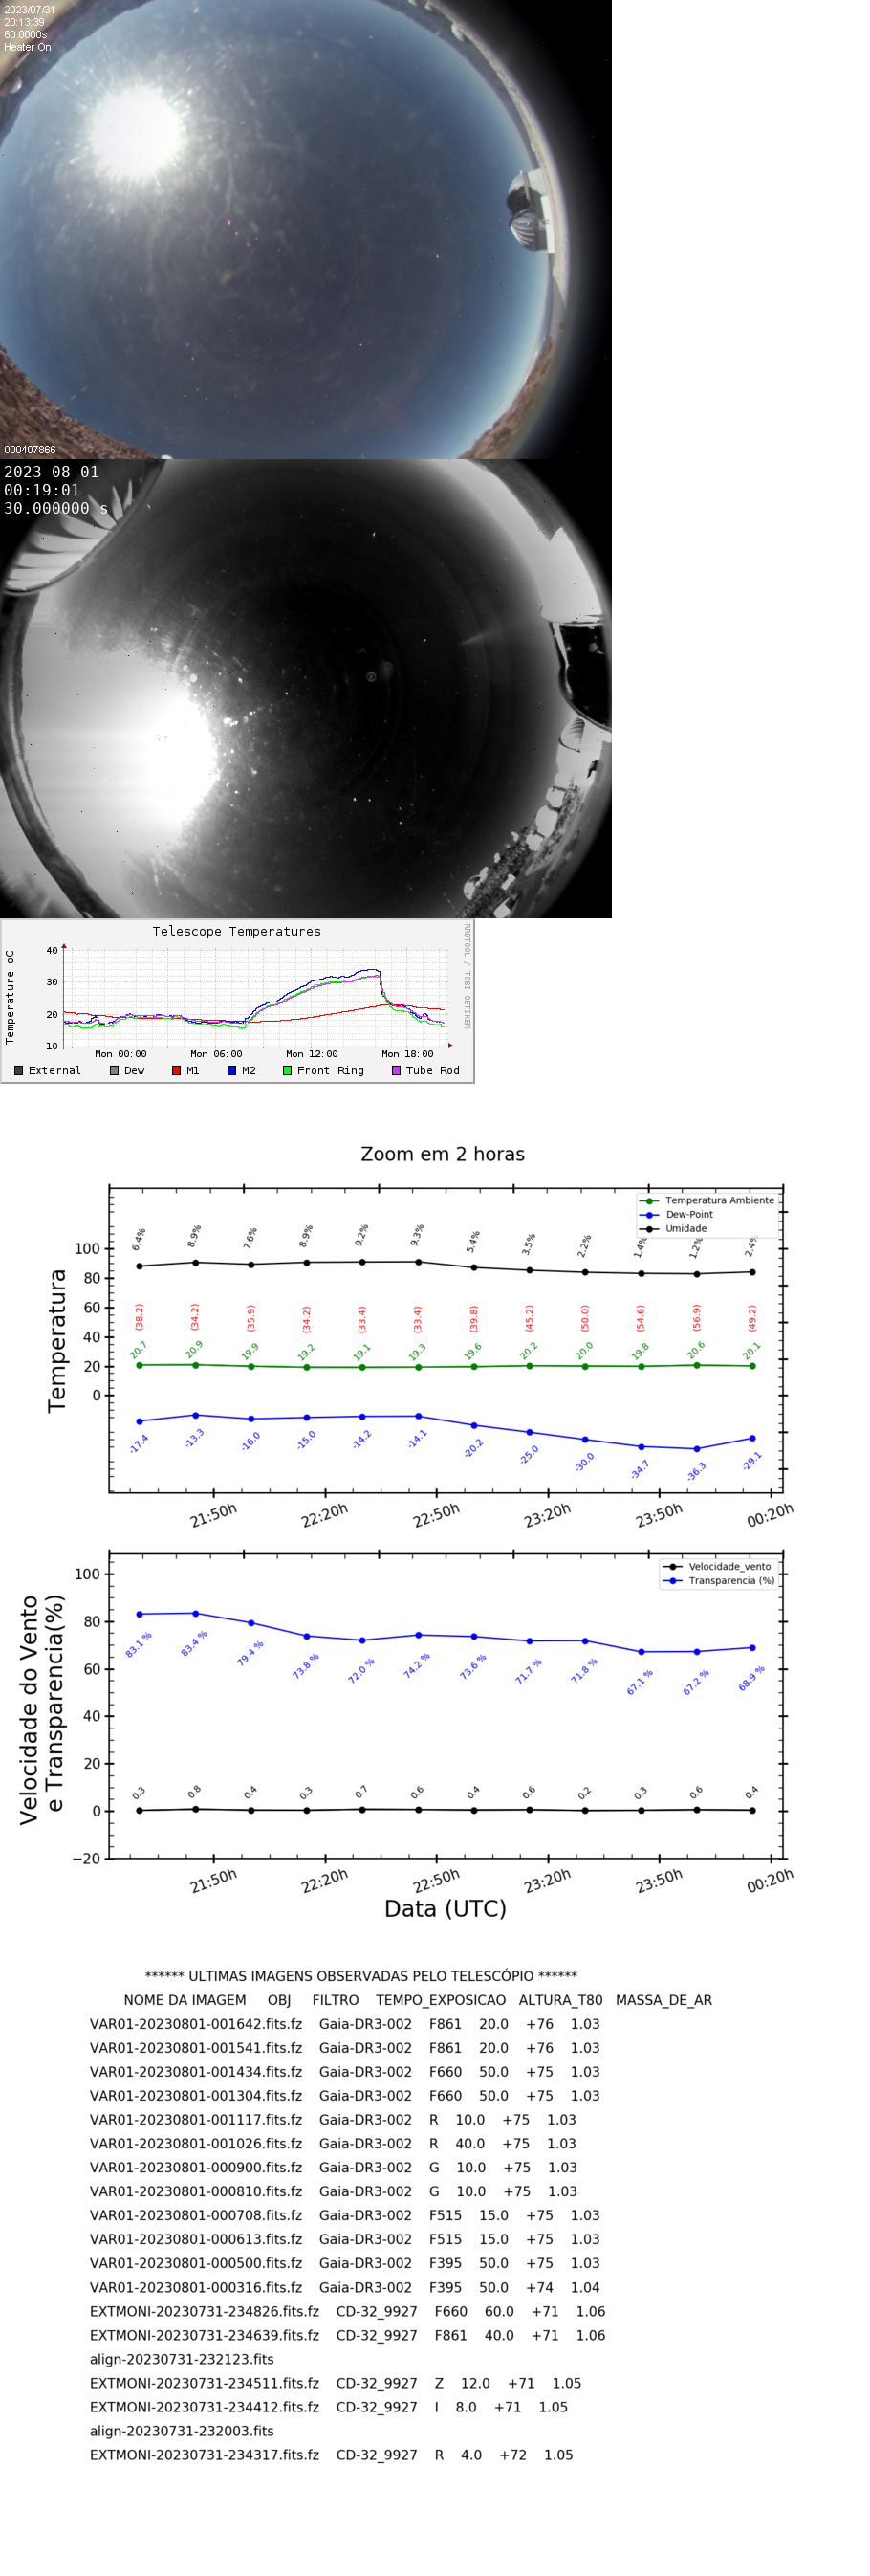 2023/07/31
20:13:39
60.0000s
Heater On
000407866
2023-08-01
00:19:01
30.000000 s
Telescope Temperatures
RRDTOOL / TOBI OETIKER
Temperature oC
40
30
20
10
Mon 00:00 Mon 06:00 Mon 12:00 Mon 18:00
External Dew M1 M2 Front Ring Tube Rod
Zoom em 2 horas
Temperatura Ambiente
Dew-Point
Umidade
Temperatura
100
80
60
40
20
0
6.4% 8.9% 7.6% 8.9% 9.2% 9.3% 5.4% 3.5% 2.2% 1.4% 1.2% 2.4%
(38.2) (34.2) (35.9) (34.2) (33.4) (33.4) (39.8) (45.2) (50.0) (54.6) (56.9) (49.2)
20.7 20.9 19.9 19.2 19.1 19.3 19.6 20.2 20.0 19.8 20.6 20.1
-17.4 -13.3 -16.0 -15.0 -14.2 -14.1 -20.2 -25.0 -30.0 -34.7 -36.3 -29.1
21:50h 22:20h 22:50h 23:20h 23:50h 00:20h
Velocidade_vento
Transparencia (%)
Velocidade do Vento
e Transparencia(%)
100
80
60
40
20
0
−20
83.1 % 83.4 % 79.4 % 73.8 % 72.0 % 74.2 % 73.6 % 71.7 % 71.8 % 67.1 % 67.2 % 68.9 %
0.3 0.8 0.4 0.3 0.7 0.6 0.4 0.6 0.2 0.3 0.6 0.4
21:50h 22:20h 22:50h 23:20h 23:50h 00:20h
Data (UTC)
****** ULTIMAS IMAGENS OBSERVADAS PELO TELESCÓPIO ******
NOME DA IMAGEM OBJ FILTRO TEMPO_EXPOSICAO ALTURA_T80 MASSA_DE_AR
VAR01-20230801-001642.fits.fz Gaia-DR3-002 F861 20.0 +76 1.03
VAR01-20230801-001541.fits.fz Gaia-DR3-002 F861 20.0 +76 1.03
VAR01-20230801-001434.fits.fz Gaia-DR3-002 F660 50.0 +75 1.03
VAR01-20230801-001304.fits.fz Gaia-DR3-002 F660 50.0 +75 1.03
VAR01-20230801-001117.fits.fz Gaia-DR3-002 R 10.0 +75 1.03
VAR01-20230801-001026.fits.fz Gaia-DR3-002 R 40.0 +75 1.03
VAR01-20230801-000900.fits.fz Gaia-DR3-002 G 10.0 +75 1.03
VAR01-20230801-000810.fits.fz Gaia-DR3-002 G 10.0 +75 1.03
VAR01-20230801-000708.fits.fz Gaia-DR3-002 F515 15.0 +75 1.03
VAR01-20230801-000613.fits.fz Gaia-DR3-002 F515 15.0 +75 1.03
VAR01-20230801-000500.fits.fz Gaia-DR3-002 F395 50.0 +75 1.03
VAR01-20230801-000316.fits.fz Gaia-DR3-002 F395 50.0 +74 1.04
EXTMONI-20230731-234826.fits.fz CD-32_9927 F660 60.0 +71 1.06
EXTMONI-20230731-234639.fits.fz CD-32_9927 F861 40.0 +71 1.06
align-20230731-232123.fits
EXTMONI-20230731-234511.fits.fz CD-32_9927 Z 12.0 +71 1.05
EXTMONI-20230731-234412.fits.fz CD-32_9927 I 8.0 +71 1.05
align-20230731-232003.fits
EXTMONI-20230731-234317.fits.fz CD-32_9927 R 4.0 +72 1.05